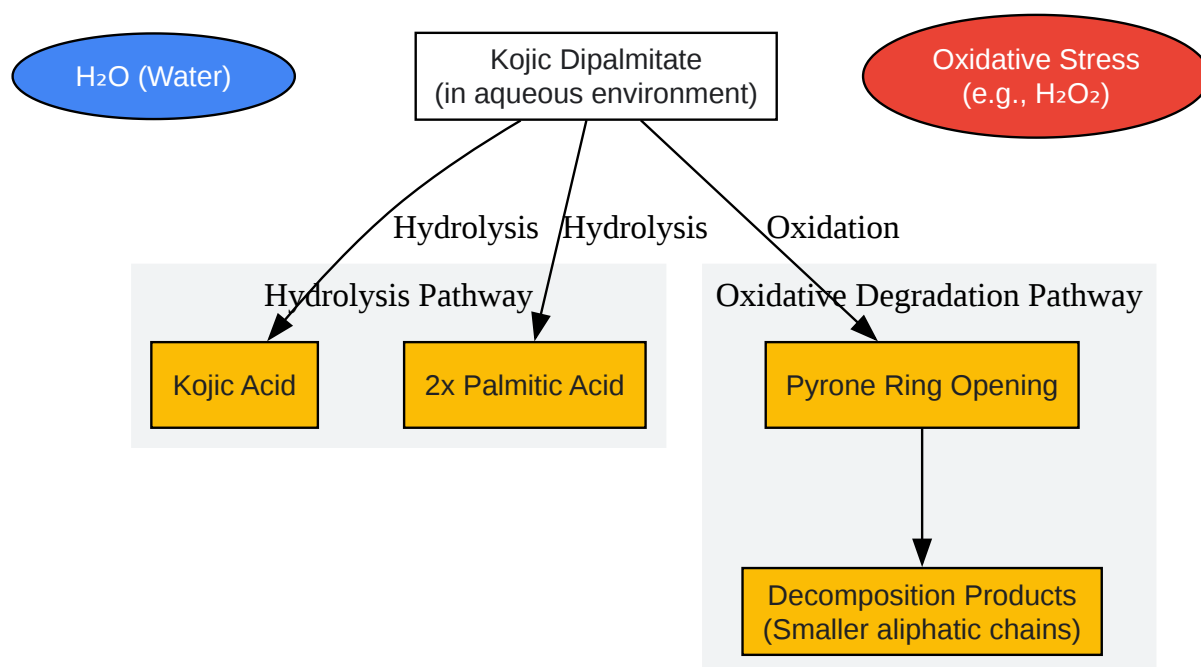 H₂O (Water)
Kojic Dipalmitate
(in aqueous environment)
Oxidative Stress
(e.g., H₂O₂)
Hydrolysis
Hydrolysis
Oxidation
Hydrolysis Pathway
Oxidative Degradation Pathway
Kojic Acid
2x Palmitic Acid
Pyrone Ring Opening
Decomposition Products
(Smaller aliphatic chains)